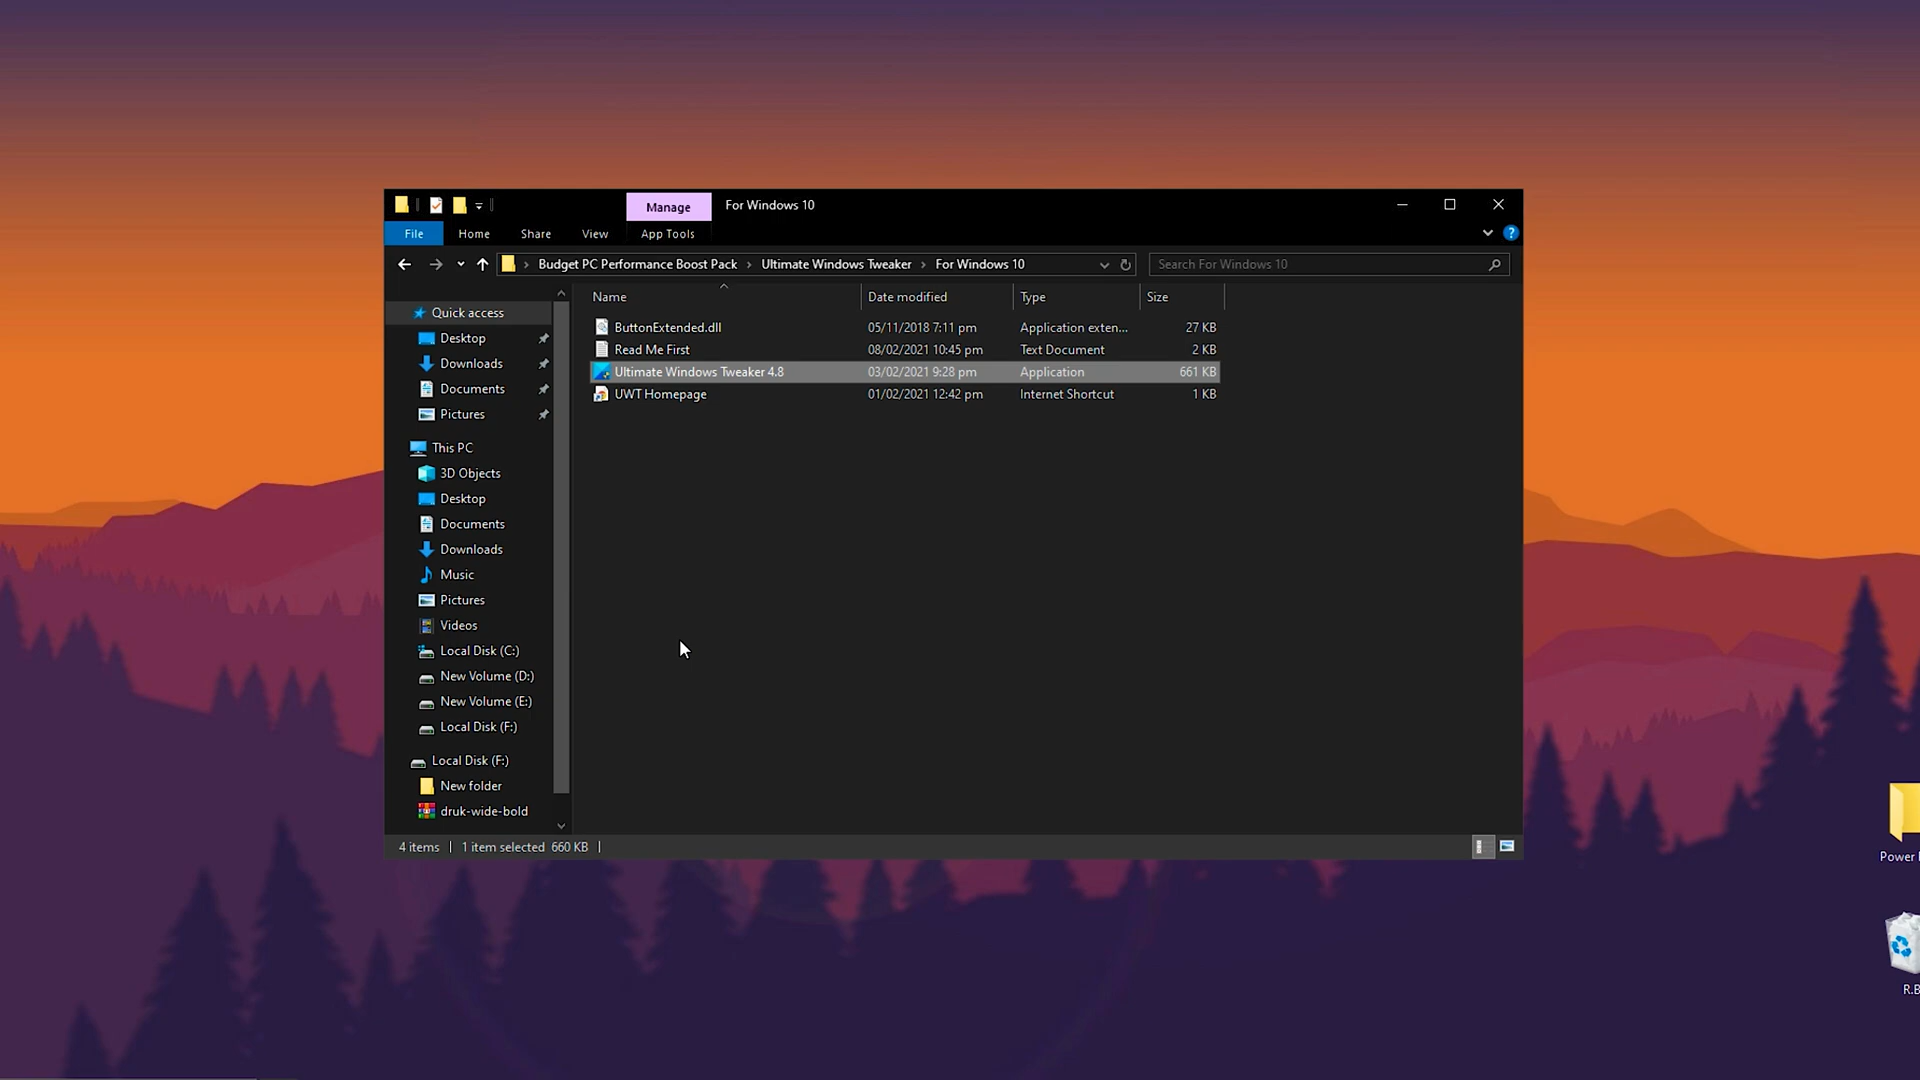 Manage
For Windows 10
File
Home
Share
View
App Tools
Budget PC Performance Boost Pack
Ultimate Windows Tweaker
For Windows 10
Search For Windows 10
Name
Date modified
Type
Size
ButtonExtended.dll
05/11/2018 7:11 pm
Application exten...
27 KB
Read Me First
08/02/2021 10:45 pm
Text Document
2 KB
Ultimate Windows Tweaker 4.8
03/02/2021 9:28 pm
Application
661 KB
UWT Homepage
01/02/2021 12:42 pm
Internet Shortcut
1 KB
Quick access
Desktop
Downloads
Documents
Pictures
This PC
3D Objects
Desktop
Documents
Downloads
Music
Pictures
Videos
Local Disk (C:)
New Volume (D:)
New Volume (E:)
Local Disk (F:)
Local Disk (F:)
New folder
druk-wide-bold
4 items
1 item selected 660 KB
Power
R.B